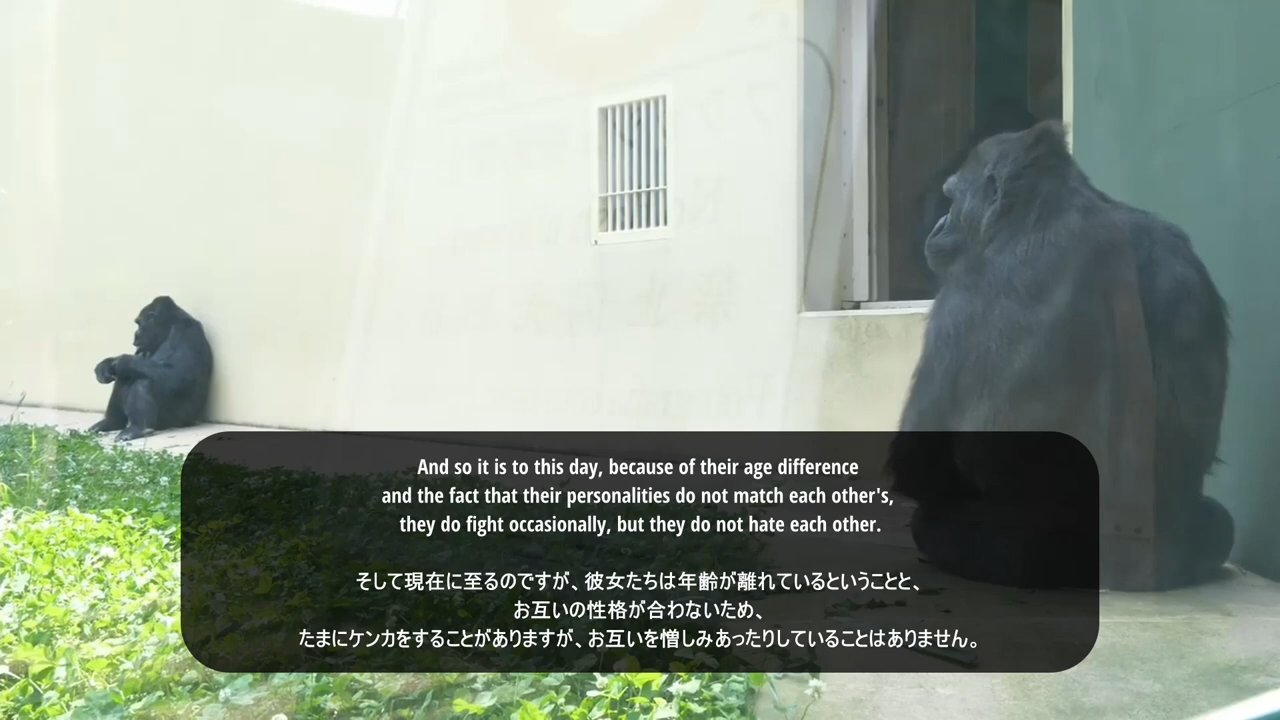 And so it is to this day, because of their age difference
and the fact that their personalities do not match each other's,
they do fight occasionally, but they do not hate each other.
そして現在に至るのですが、彼女たちは年齢が離れているということと、
お互いの性格が合わないため、
たまにケンカをすることがありますが、お互いを憎しみあったりしていることはありません。